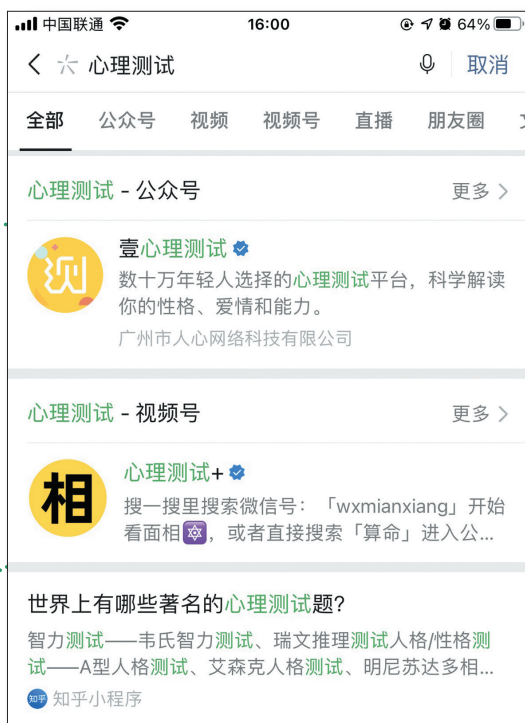 中国联通 16:00 64%
心理测试 取消
全部 公众号 视频 视频号 直播 朋友圈
心理测试 - 公众号 更多
测
壹心理测试
数十万年轻人选择的心理测试平台，科学解读
你的性格、爱情和能力。
广州市人心网络科技有限公司
心理测试 - 视频号 更多
相
心理测试+
搜一搜里搜索微信号：「wxmianxiang」开始
看面相🔯，或者直接搜索「算命」进入公...
世界上有哪些著名的心理测试题?
智力测试——韦氏智力测试、瑞文推理测试人格/性格测
试——A型人格测试、艾森克人格测试、明尼苏达多相...
知乎 知乎小程序